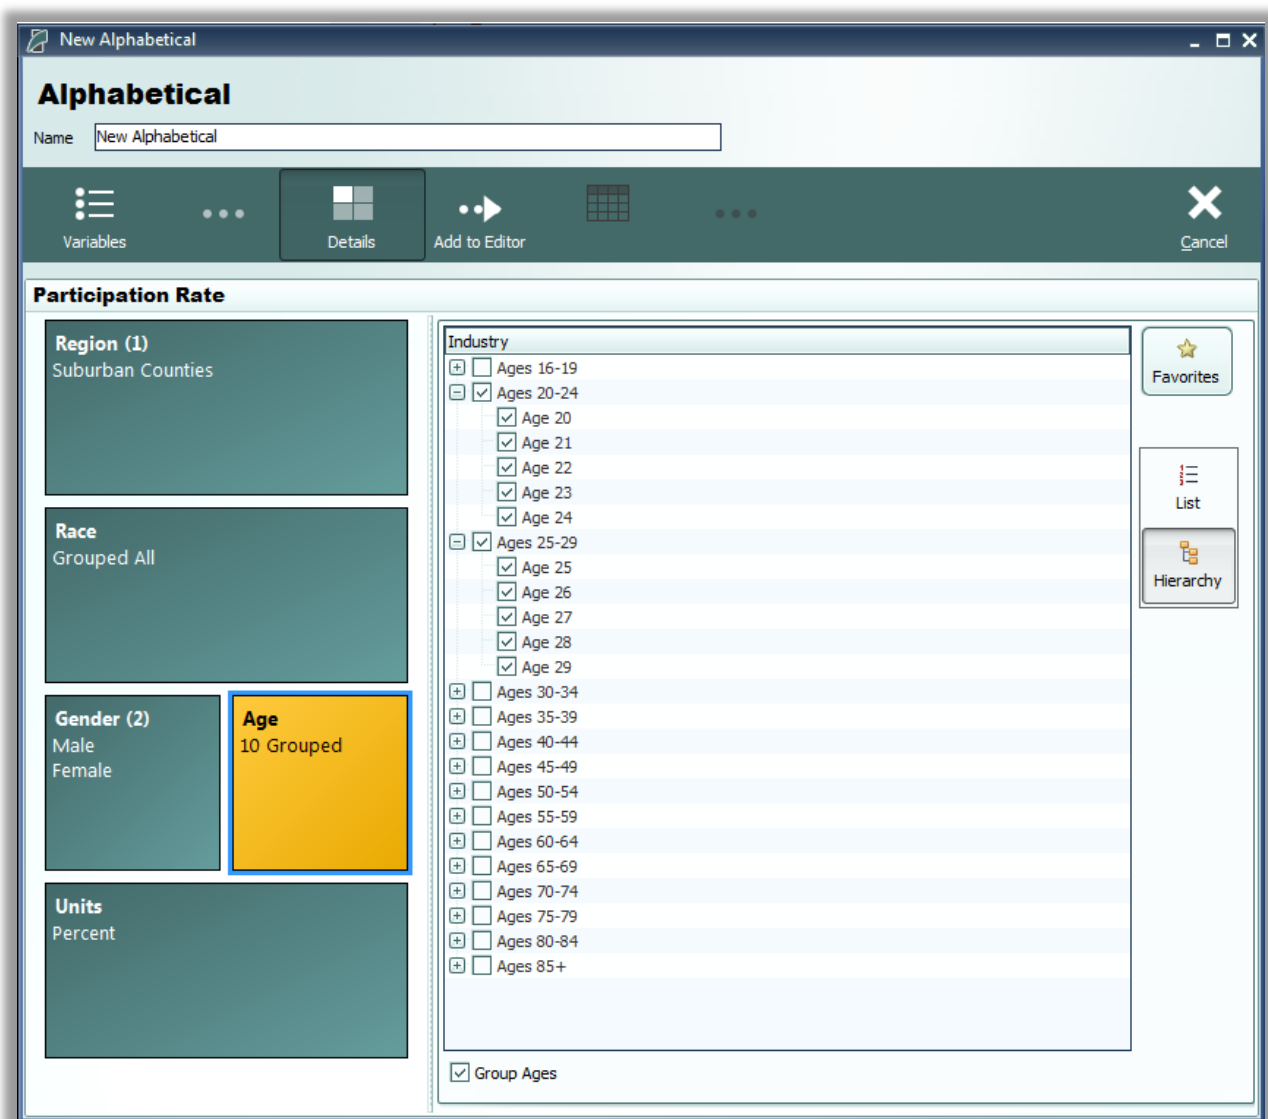 New Alphabetical
Alphabetical
Name New Alphabetical
Variables Details Add to Editor Cancel
Participation Rate
Region (1)
Suburban Counties
Race
Grouped All
Gender (2)
Male
Female
Age
10 Grouped
Units
Percent
Industry
Ages 16-19
Ages 20-24
Age 20
Age 21
Age 22
Age 23
Age 24
Ages 25-29
Age 25
Age 26
Age 27
Age 28
Age 29
Ages 30-34
Ages 35-39
Ages 40-44
Ages 45-49
Ages 50-54
Ages 55-59
Ages 60-64
Ages 65-69
Ages 70-74
Ages 75-79
Ages 80-84
Ages 85+
Group Ages
Favorites
List
Hierarchy